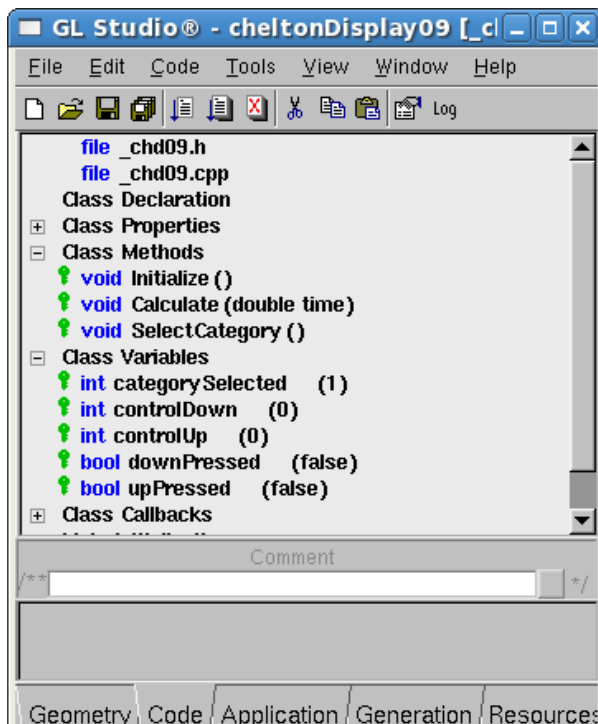 GL Studio® - cheltonDisplay09 [_cl
File Edit Code Tools View Window Help
Log
file _chd09.h
file _chd09.cpp
Class Declaration
Class Properties
Class Methods
void Initialize ()
void Calculate (double time)
void SelectCategory ()
Class Variables
int categorySelected (1)
int controlDown (0)
int controlUp (0)
bool downPressed (false)
bool upPressed (false)
Class Callbacks
Comment
/** */
Geometry Code Application Generation Resources